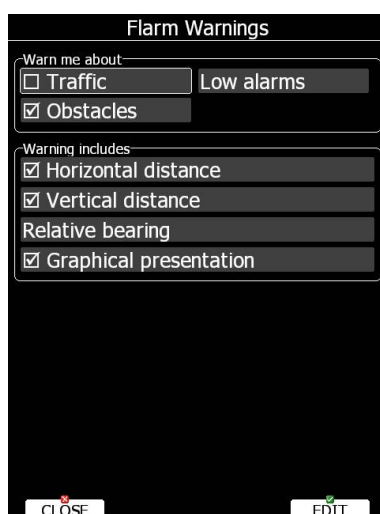 Flarm Warnings
Warn me about
Traffic Low alarms
Obstacles
Warning includes
Horizontal distance
Vertical distance
Relative bearing
Graphical presentation
CLOSE EDIT